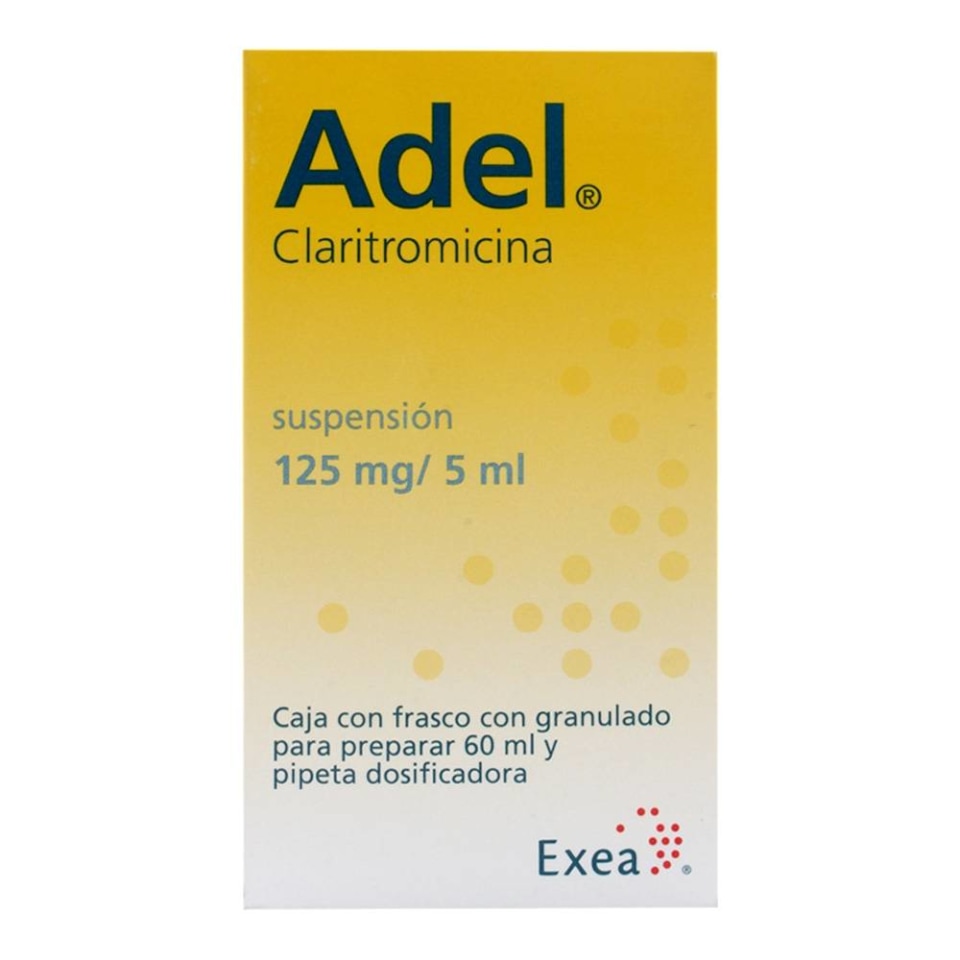 Adel®
Claritromicina
suspensión
125 mg/ 5 ml
Caja con frasco con granulado
para preparar 60 ml y
pipeta dosificadora
Exea®